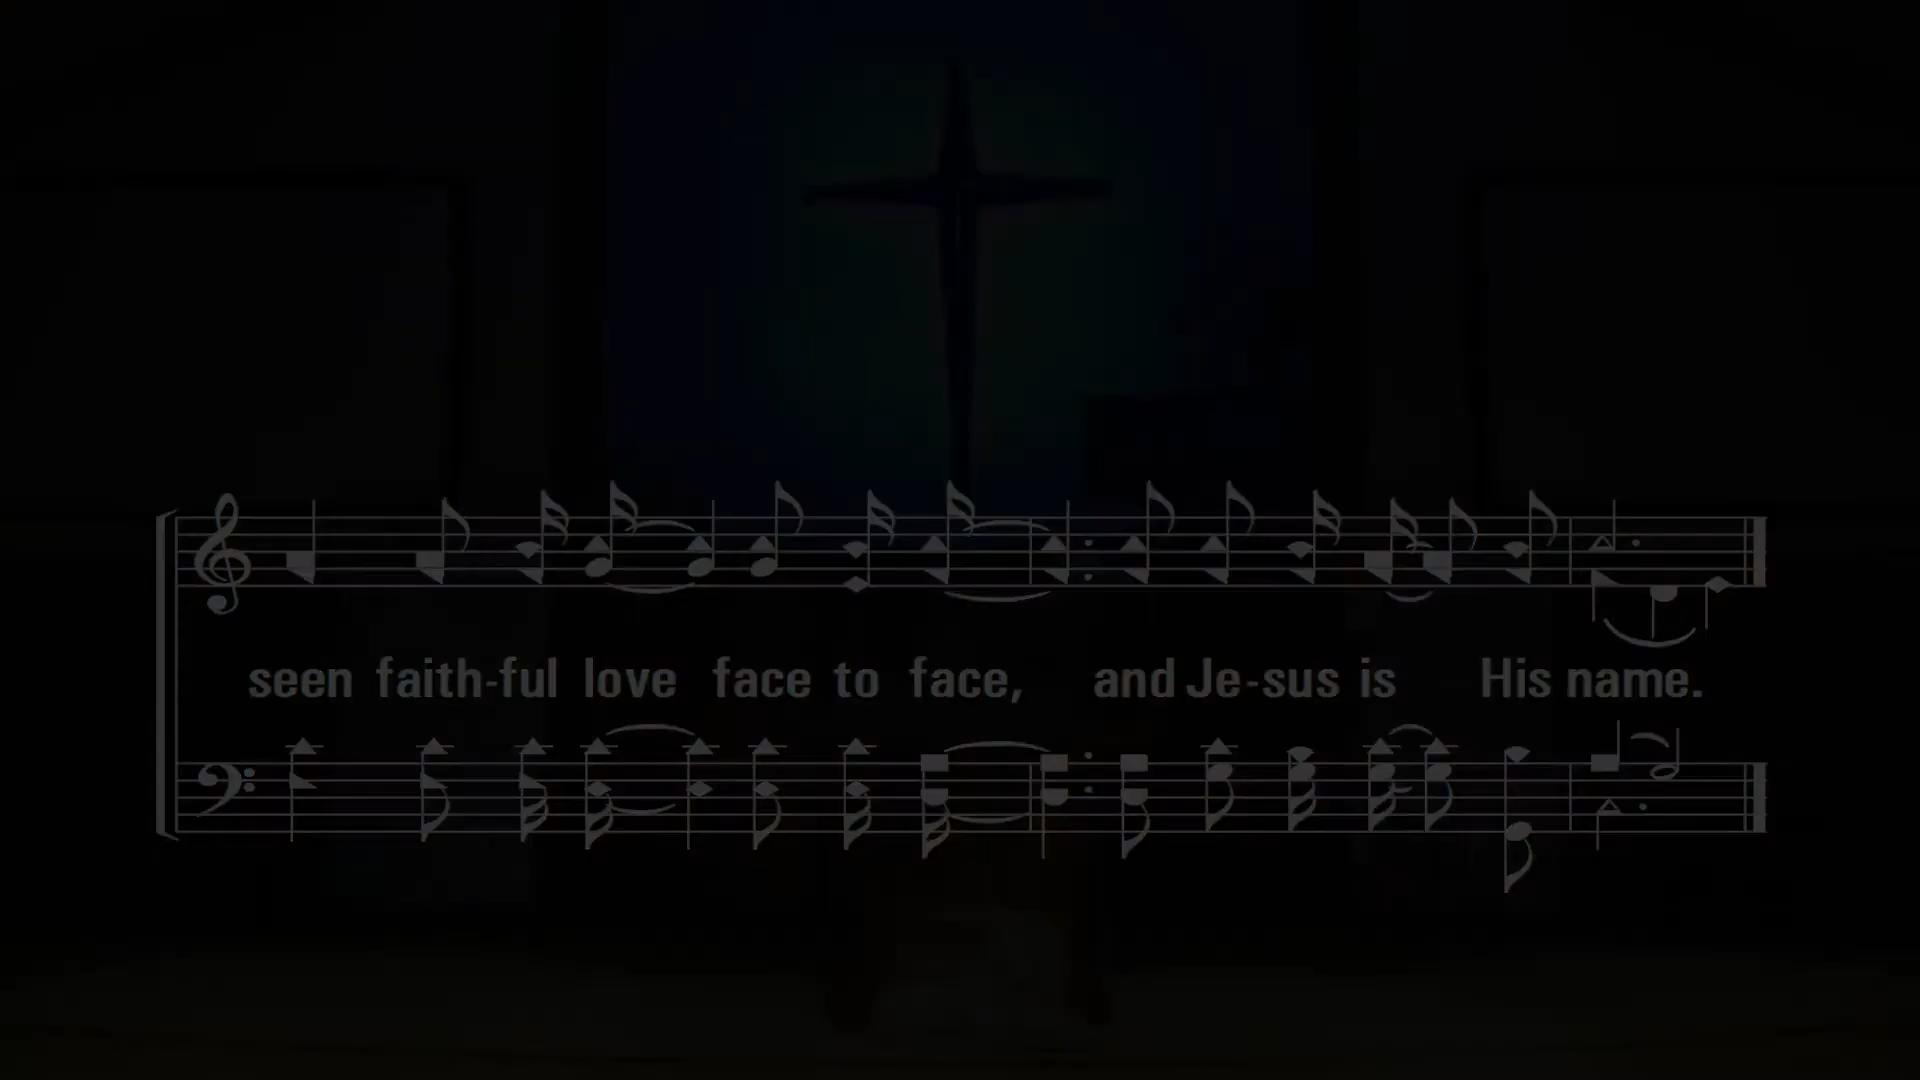 seen faith-ful love face to face, and Je-sus is His name.